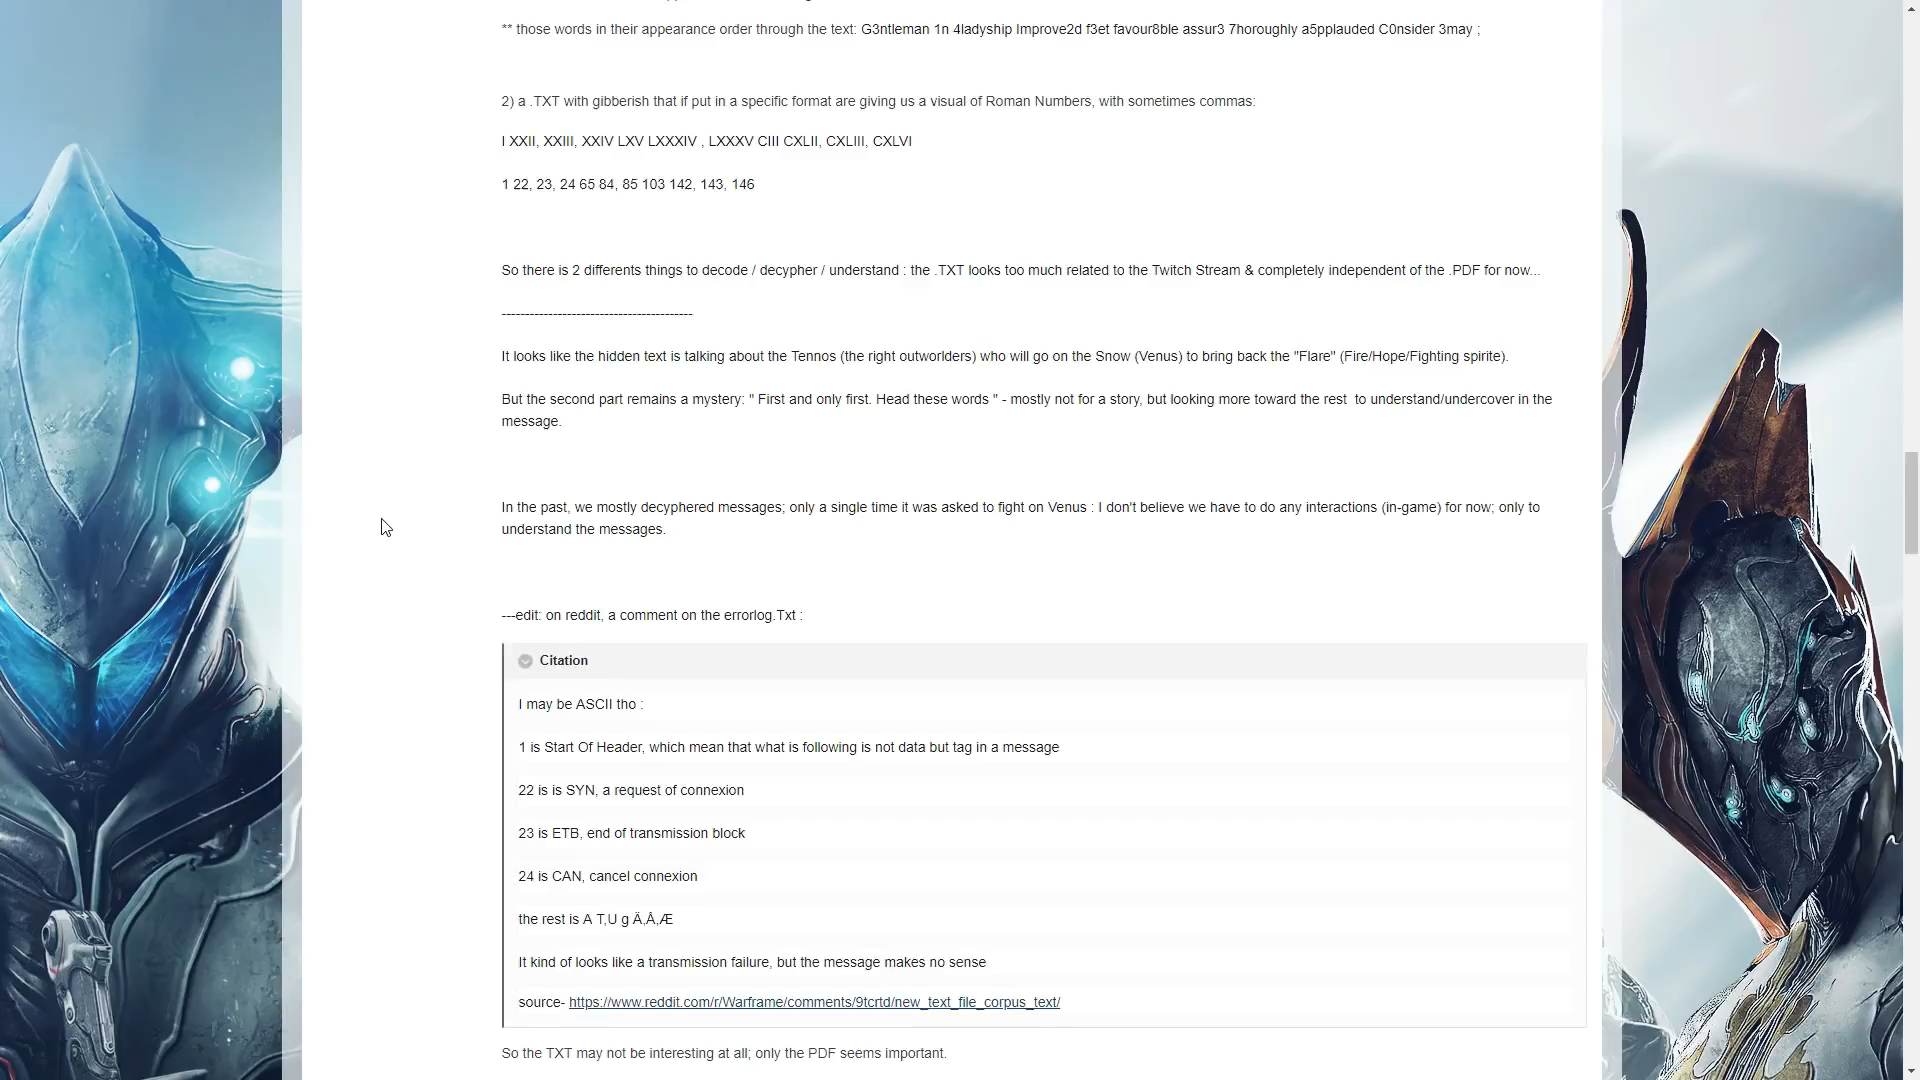 ** those words in their appearance order through the text: G3ntleman 1n 4ladyship Improve2d f3et favour8ble assur3 7horoughly a5pplauded C0nsider 3may ;
2) a .TXT with gibberish that if put in a specific format are giving us a visual of Roman Numbers, with sometimes commas:
I XXII, XXIII, XXIV LXV LXXXIV , LXXXV CIII CXLII, CXLIII, CXLVI
1 22, 23, 24 65 84, 85 103 142, 143, 146
So there is 2 differents things to decode / decypher / understand : the .TXT looks too much related to the Twitch Stream & completely independent of the .PDF for now...
-----------------------------------------
It looks like the hidden text is talking about the Tennos (the right outworlders) who will go on the Snow (Venus) to bring back the "Flare" (Fire/Hope/Fighting spirite).
But the second part remains a mystery: " First and only first. Head these words " - mostly not for a story, but looking more toward the rest  to understand/undercover in the
message.
In the past, we mostly decyphered messages; only a single time it was asked to fight on Venus : I don't believe we have to do any interactions (in-game) for now; only to
understand the messages.
---edit: on reddit, a comment on the errorlog.Txt :
Citation
I may be ASCII tho :
1 is Start Of Header, which mean that what is following is not data but tag in a message
22 is is SYN, a request of connexion
23 is ETB, end of transmission block
24 is CAN, cancel connexion
the rest is A T,U g Ä,Â,Æ
It kind of looks like a transmission failure, but the message makes no sense
source- https://www.reddit.com/r/Warframe/comments/9tcrtd/new_text_file_corpus_text/
So the TXT may not be interesting at all; only the PDF seems important.